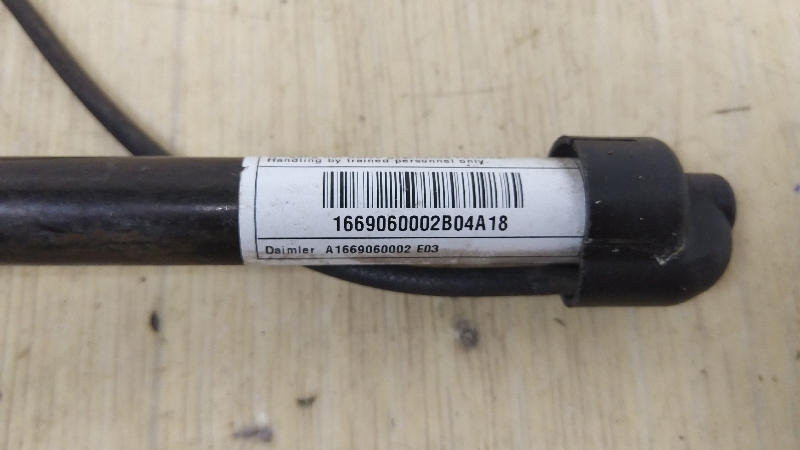 Handling by trained personnel only.
1669060002B04A18
Daimler A1669060002 E03